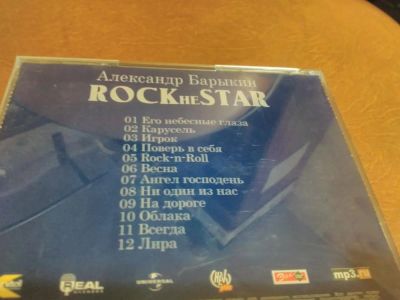 Александр Барыкин
ROCKнеSTAR
01 Его небесные глаза
02 Карусель
03 Игрок
04 Поверь в себя
05 Rock-n-Roll
06 Весна
07 Ангел господень
08 Ни один из нас
09 На дороге
10 Облака
11 Всегда
12 Лира
REAL
UNIVERSAL
mp3.ru